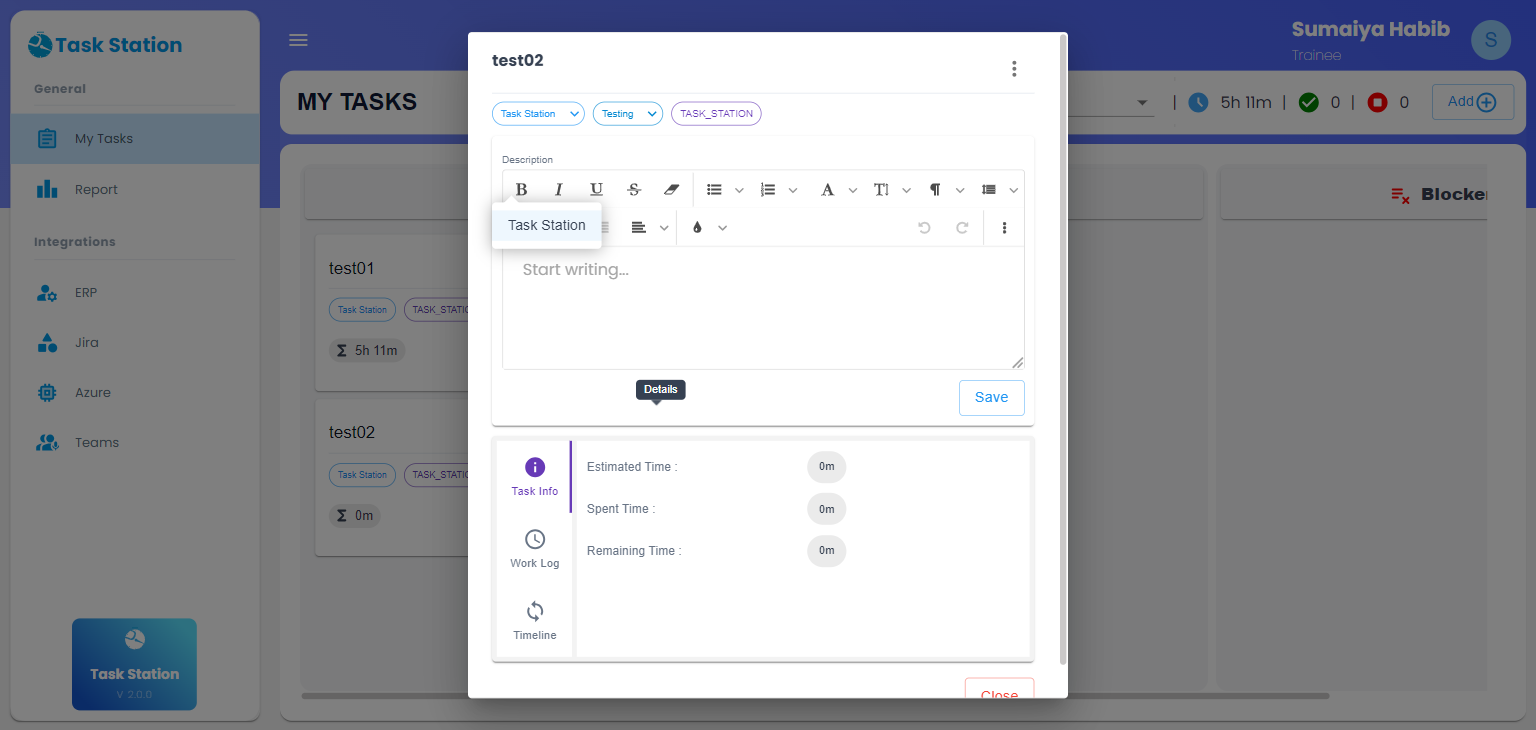 Task Station
General
My Tasks
Report
Integrations
ERP
Jira
Azure
Teams
Task Station
V 2.0.0
Sumaiya Habib
Trainee
S
MY TASKS
| 5h 11m | 0 | 0
Add
Blocker
test01
Task Station TASK_STATIO
Σ 5h 11m
test02
Task Station TASK_STATIO
Σ 0m
test02
Task Station Testing TASK_STATION
Description
B I U S A T ¶
Task Station
Start writing...
Details
Save
Task Info
Work Log
Timeline
Estimated Time : 0m
Spent Time : 0m
Remaining Time : 0m
Close